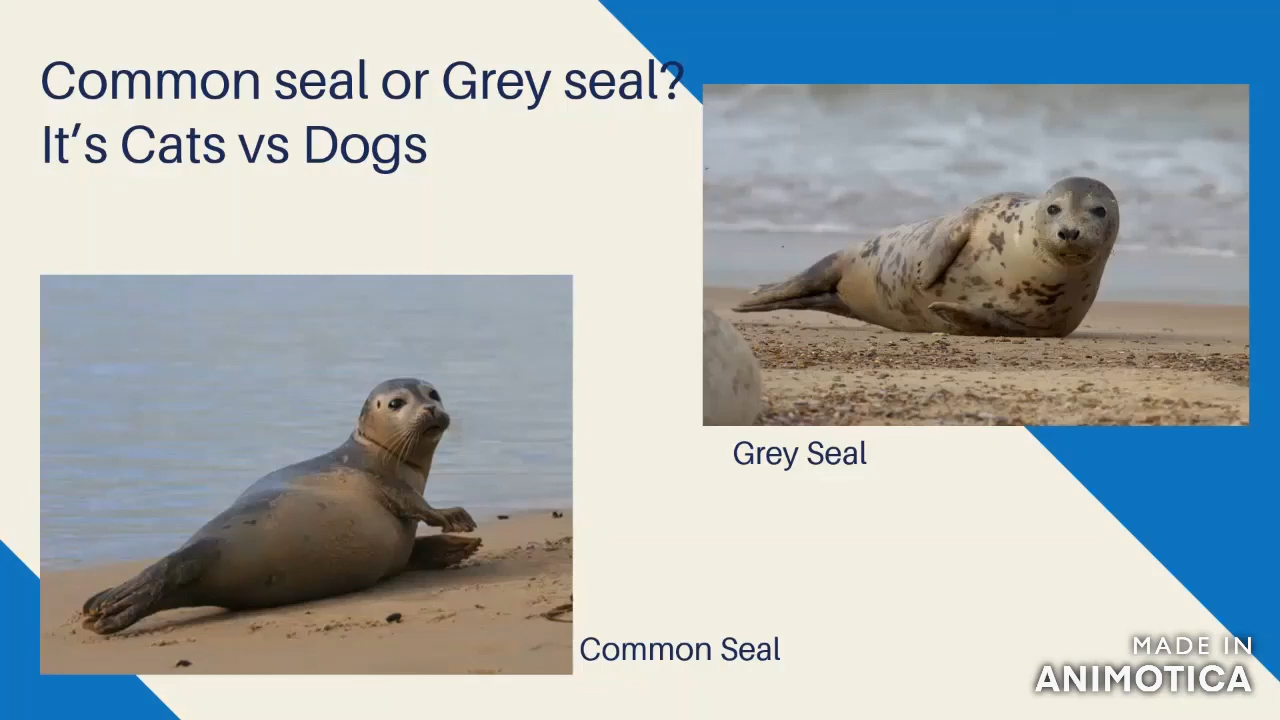 Common seal or Grey seal?
It’s Cats vs Dogs
Grey Seal
Common Seal
MADE IN
ANIMOTICA